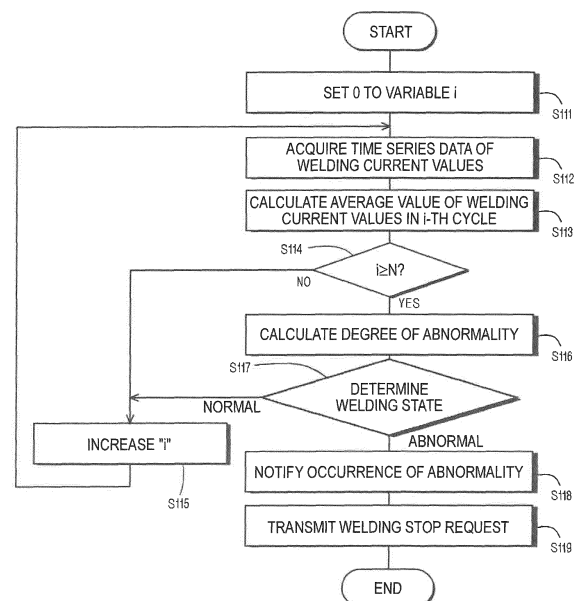 START
SET 0 TO VARIABLE i
S111
ACQUIRE TIME SERIES DATA OF
WELDING CURRENT VALUES
S112
CALCULATE AVERAGE VALUE OF WELDING
CURRENT VALUES IN i-TH CYCLE
S113
S114
i≥N?
NO
YES
CALCULATE DEGREE OF ABNORMALITY
S116
S117
DETERMINE
WELDING STATE
NORMAL
ABNORMAL
INCREASE "i"
S115
NOTIFY OCCURRENCE OF ABNORMALITY
S118
TRANSMIT WELDING STOP REQUEST
S119
END